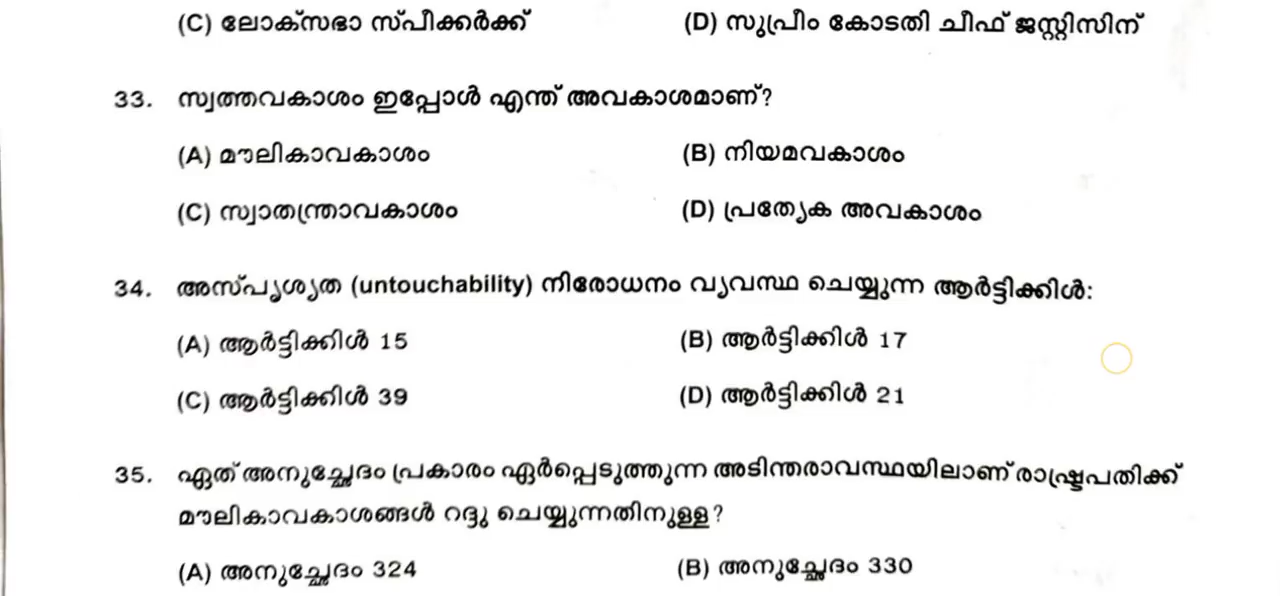 (C) ലോക്സഭാ സ്പീക്കർക്ക് (D) സുപ്രീം കോടതി ചീഫ് ജസ്റ്റിസിന്
33. സ്വത്തവകാശം ഇപ്പോൾ എന്ത് അവകാശമാണ്?
(A) മൗലികാവകാശം (B) നിയമവകാശം
(C) സ്വാതന്ത്ര്യാവകാശം (D) പ്രത്യേക അവകാശം
34. അസ്പൃശ്യത (untouchability) നിരോധനം വ്യവസ്ഥ ചെയ്യുന്ന ആർട്ടിക്കിൾ:
(A) ആർട്ടിക്കിൾ 15 (B) ആർട്ടിക്കിൾ 17
(C) ആർട്ടിക്കിൾ 39 (D) ആർട്ടിക്കിൾ 21
35. ഏത് അനുച്ഛേദം പ്രകാരം ഏർപ്പെടുത്തുന്ന അടിന്തരാവസ്ഥയിലാണ് രാഷ്ട്രപതിക്ക്
മൗലികാവകാശങ്ങൾ റദ്ദു ചെയ്യുന്നതിനുള്ള?
(A) അനുച്ഛേദം 324 (B) അനുച്ഛേദം 330